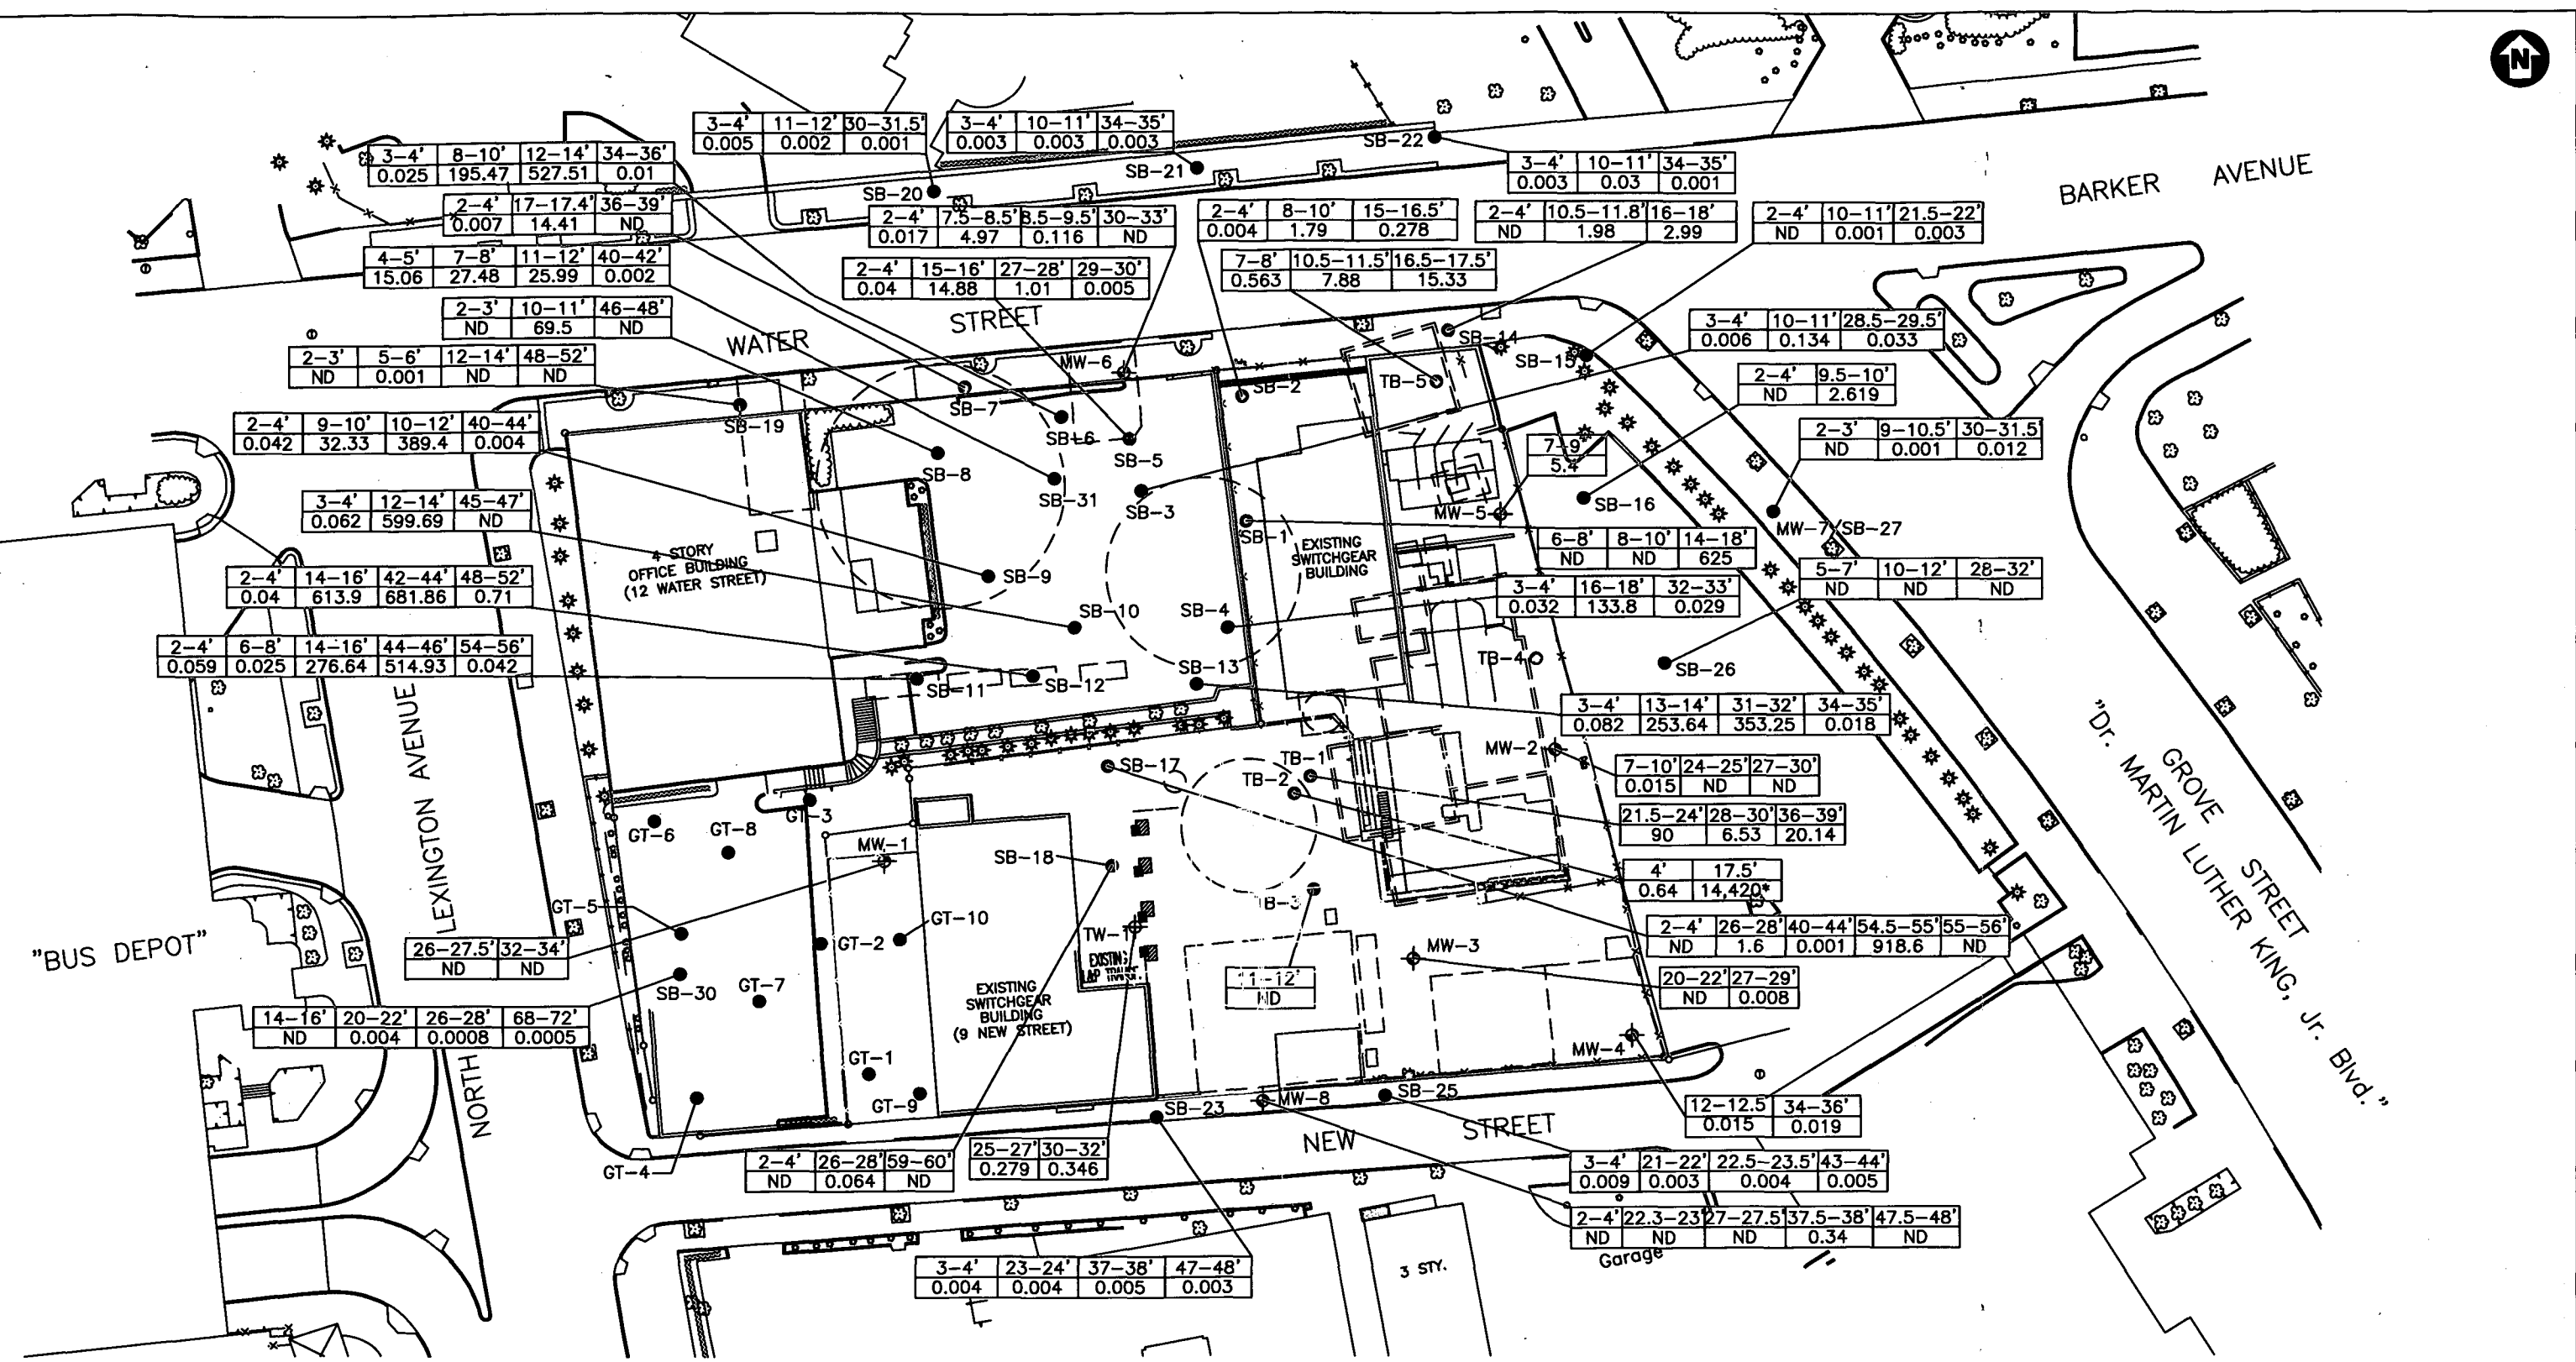 N
3-4' 11-12' 30-31.5'
0.005 0.002 0.001
3-4' 10-11' 34-35'
0.003 0.003 0.003
SB-22
3-4' 8-10' 12-14' 34-36'
0.025 195.47 527.51 0.01
SB-21
3-4' 10-11' 34-35'
0.003 0.03 0.001
BARKER AVENUE
SB-20
2-4' 17-17.4' 36-39'
0.007 14.41 ND
2-4' 7.5-8.5' 8.5-9.5' 30-33'
0.017 4.97 0.116 ND
2-4' 8-10' 15-16.5'
0.004 1.79 0.278
2-4' 10.5-11.8' 16-18'
ND 1.98 2.99
2-4' 10-11' 21.5-22'
ND 0.001 0.003
4-5' 7-8' 11-12' 40-42'
15.06 27.48 25.99 0.002
2-4' 15-16' 27-28' 29-30'
0.04 14.88 1.01 0.005
7-8' 10.5-11.5' 16.5-17.5'
0.563 7.88 15.33
2-3' 10-11' 46-48'
ND 69.5 ND
WATER STREET
3-4' 10-11' 28.5-29.5'
0.006 0.134 0.033
2-3' 5-6' 12-14' 48-52'
ND 0.001 ND ND
MW-6
SB-14
SB-15
2-4' 9.5-10'
ND 2.619
SB-7
SB-2
TB-5
2-4' 9-10' 10-12' 40-44'
0.042 32.33 389.4 0.004
SB-19
SB-6
SB-5
2-3' 9-10.5' 30-31.5'
ND 0.001 0.012
SB-8
7-9
5.4
3-4' 12-14' 45-47'
0.062 599.69 ND
SB-31
SB-3
MW-5
SB-16
MW-7/SB-27
SB-1
4 STORY
OFFICE BUILDING
(12 WATER STREET)
EXISTING
SWITCHGEAR
BUILDING
6-8' 8-10' 14-18'
ND ND 625
2-4' 14-16' 42-44' 48-52'
0.04 613.9 681.86 0.71
SB-9
5-7' 10-12' 28-32'
ND ND ND
3-4' 16-18' 32-33'
0.032 133.8 0.029
SB-10
SB-4
2-4' 6-8' 14-16' 44-46' 54-56'
0.059 0.025 276.64 514.93 0.042
SB-13
TB-4
SB-26
SB-11
SB-12
3-4' 13-14' 31-32' 34-35'
0.082 253.64 353.25 0.018
NORTH LEXINGTON AVENUE
"Dr. MARTIN LUTHER KING, Jr. Blvd."
GROVE STREET
MW-2
SB-17
TB-1
TB-2
7-10' 24-25' 27-30'
0.015 ND ND
GT-6
GT-8
GT-3
21.5-24' 28-30' 36-39'
90 6.53 20.14
MW-1
SB-18
4' 17.5'
0.64 14,420*
GT-5
GT-10
TB-3
2-4' 26-28' 40-44' 54.5-55' 55-56'
ND 1.6 0.001 918.6 ND
"BUS DEPOT"
26-27.5' 32-34'
ND ND
GT-2
TW-1
MW-3
EXISTING
11-12'
ND
20-22' 27-29'
ND 0.008
SB-30
GT-7
EXISTING
SWITCHGEAR
BUILDING
(9 NEW STREET)
14-16' 20-22' 26-28' 68-72'
ND 0.004 0.0008 0.0005
GT-1
MW-4
GT-9
SB-23
MW-8
SB-25
12-12.5 34-36'
0.015 0.019
NEW STREET
GT-4
2-4' 26-28' 59-60'
ND 0.064 ND
25-27' 30-32'
0.279 0.346
3-4' 21-22' 22.5-23.5' 43-44'
0.009 0.003 0.004 0.005
2-4' 22.3-23' 27-27.5' 37.5-38' 47.5-48'
ND ND ND 0.34 ND
Garage
3-4' 23-24' 37-38' 47-48'
0.004 0.004 0.005 0.003
3 STY.